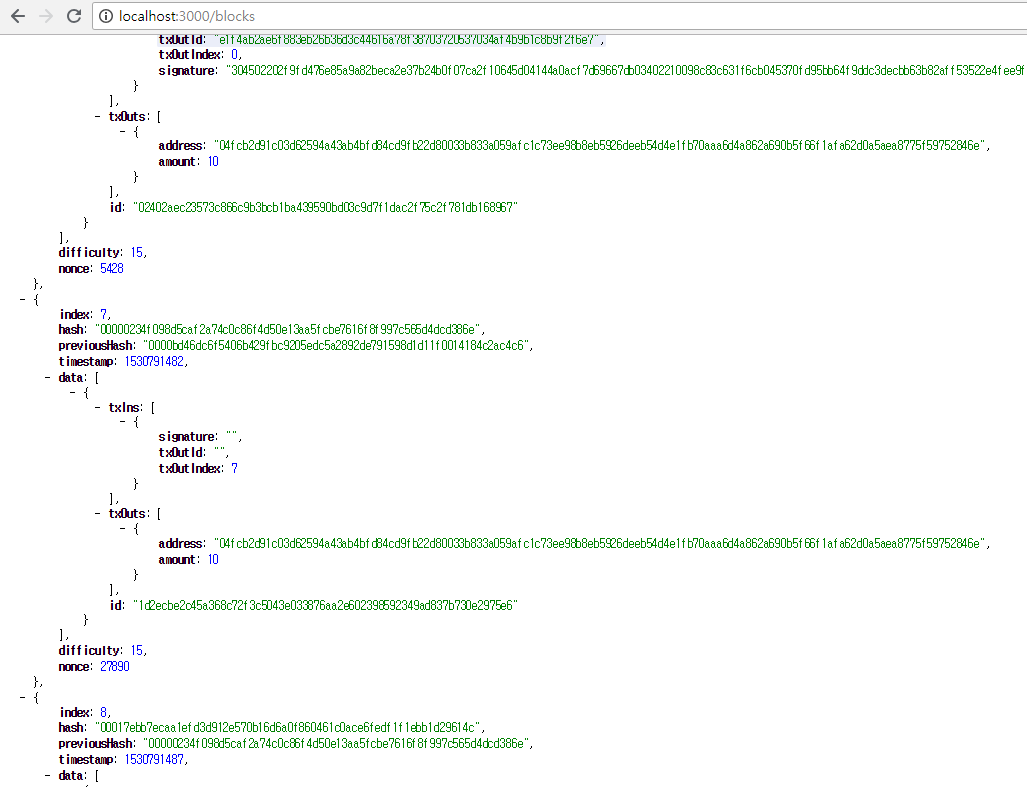 localhost:3000/blocks
txOutId: "e1f4ab2ae6f883eb26b36d3c44616a78f38703720537034af4b9b1c8b9f2f6e7",
txOutIndex: 0,
signature: "304502202f9fd476e85a9a82beca2e37b24b0f07ca2f10645d04144a0acf7d69667db03402210098c83c631f6cb045370fd95bb64f9ddc3decbb63b82aff53522e4fee9f
}
],
- txOuts: [
- {
address: "04fcb2d91c03d62594a43ab4bfd84cd9fb22d80033b833a059afc1c73ee98b8eb5926deeb54d4e1fb70aaa6d4a862a690b5f66f1afa62d0a5aea8775f59752846e",
amount: 10
}
],
id: "02402aec23573c866c9b3bcb1ba439590bd03c9d7f1dac2f75c2f781db168967"
}
],
difficulty: 15,
nonce: 5428
},
- {
index: 7,
hash: "00000234f098d5caf2a74c0c86f4d50e13aa5fcbe7616f8f997c565d4dcd386e",
previousHash: "0000bd46dc6f5406b429fbc9205edc5a2892de791598d1d11f0014184c2ac4c6",
timestamp: 1530791482,
- data: [
- {
- txIns: [
- {
signature: "",
txOutId: "",
txOutIndex: 7
}
],
- txOuts: [
- {
address: "04fcb2d91c03d62594a43ab4bfd84cd9fb22d80033b833a059afc1c73ee98b8eb5926deeb54d4e1fb70aaa6d4a862a690b5f66f1afa62d0a5aea8775f59752846e",
amount: 10
}
],
id: "1d2ecbe2c45a368c72f3c5043e033876aa2e602398592349ad837b730e2975e6"
}
],
difficulty: 15,
nonce: 27890
},
- {
index: 8,
hash: "00017ebb7ecaa1efd3d912e570b16d6a0f860461c0ace6fedf1f1ebb1d29614c",
previousHash: "00000234f098d5caf2a74c0c86f4d50e13aa5fcbe7616f8f997c565d4dcd386e",
timestamp: 1530791487,
- data: [